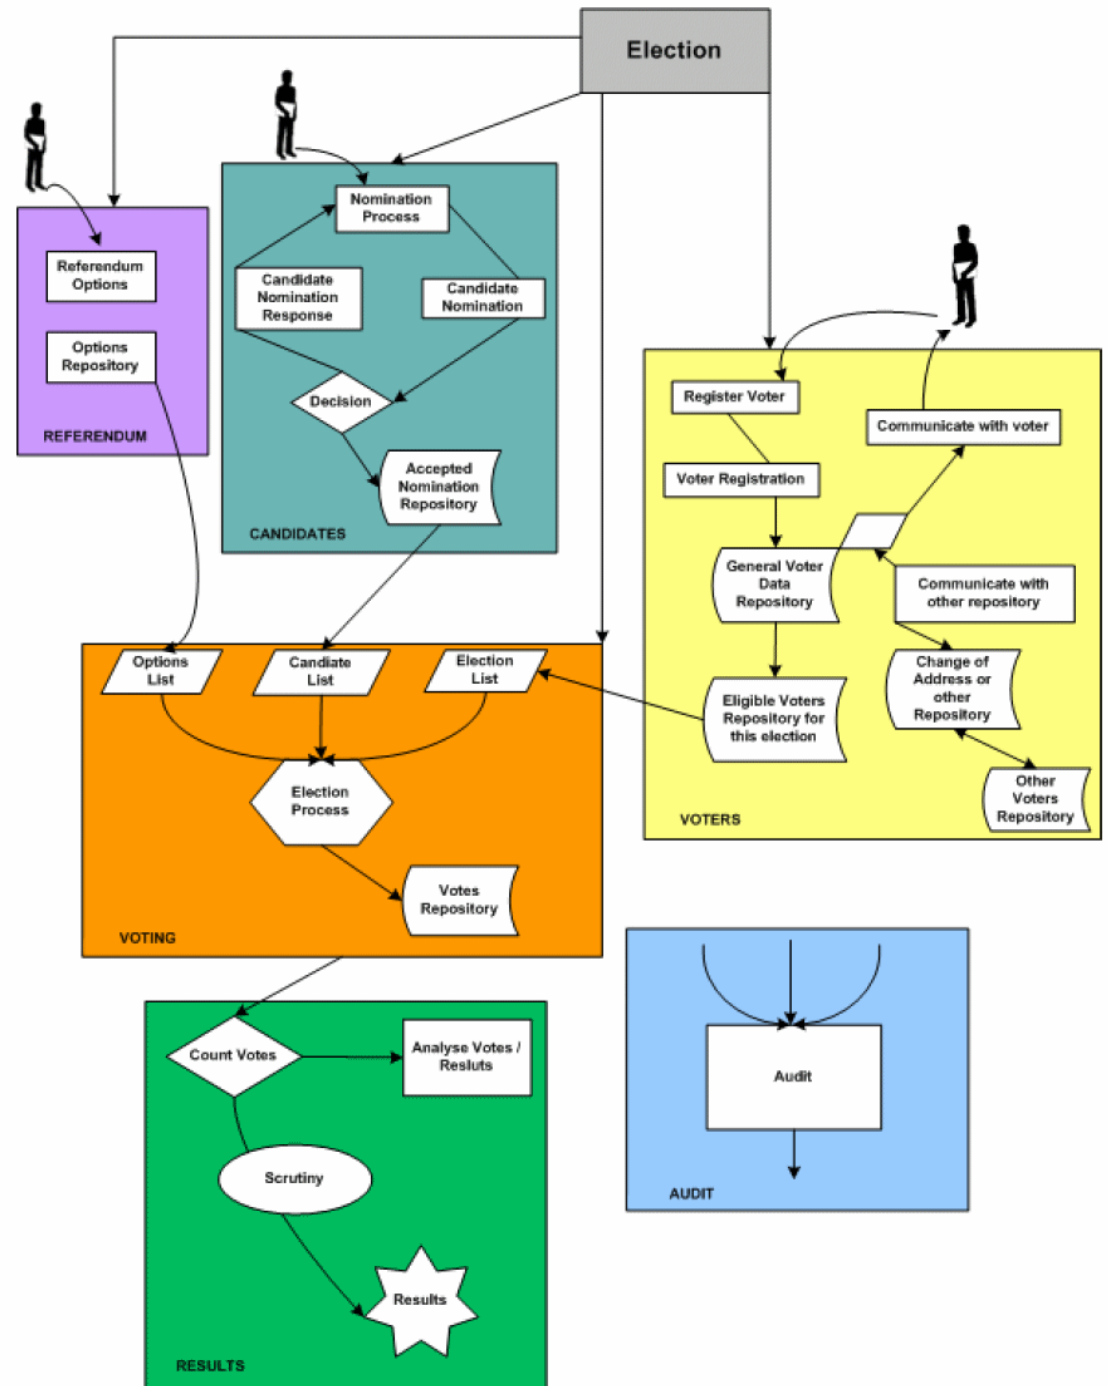 Election
Referendum
Options
Options
Repository
REFERENDUM
Nomination
Process
Candidate
Nomination
Response
Candidate
Nomination
Decision
Accepted
Nomination
Repository
CANDIDATES
Register Voter
Communicate with voter
Voter Registration
General Voter
Data
Repository
Communicate with
other repository
Eligible Voters
Repository for
this election
Change of
Address or
other
Repository
Other
Voters
Repository
VOTERS
Options
List
Candiate
List
Election
List
Election
Process
Votes
Repository
VOTING
Count Votes
Analyse Votes /
Resluts
Scrutiny
Results
RESULTS
Audit
AUDIT